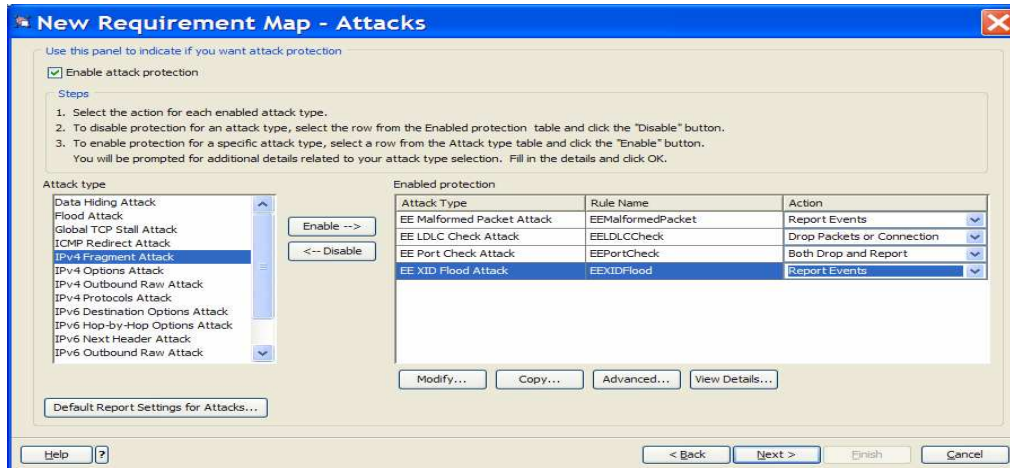 New Requirement Map - Attacks
Use this panel to indicate if you want attack protection
Enable attack protection
Steps
1. Select the action for each enabled attack type.
2. To disable protection for an attack type, select the row from the Enabled protection table and click the "Disable" button.
3. To enable protection for a specific attack type, select a row from the Attack type table and click the "Enable" button.
You will be prompted for additional details related to your attack type selection. Fill in the details and click OK.
Attack type
Data Hiding Attack
Flood Attack
Global TCP Stall Attack
ICMP Redirect Attack
IPv4 Fragment Attack
IPv4 Options Attack
IPv4 Outbound Raw Attack
IPv4 Protocols Attack
IPv6 Destination Options Attack
IPv6 Hop-by-Hop Options Attack
IPv6 Next Header Attack
IPv6 Outbound Raw Attack
Enable -->
<-- Disable
Enabled protection
Attack Type Rule Name Action
EE Malformed Packet Attack EEMalformedPacket Report Events
EE LDLC Check Attack EELDLCCheck Drop Packets or Connection
EE Port Check Attack EEPortCheck Both Drop and Report
EE XID Flood Attack EEXIDFlood Report Events
Modify... Copy... Advanced... View Details...
Default Report Settings for Attacks...
Help ? < Back Next > Finish Cancel